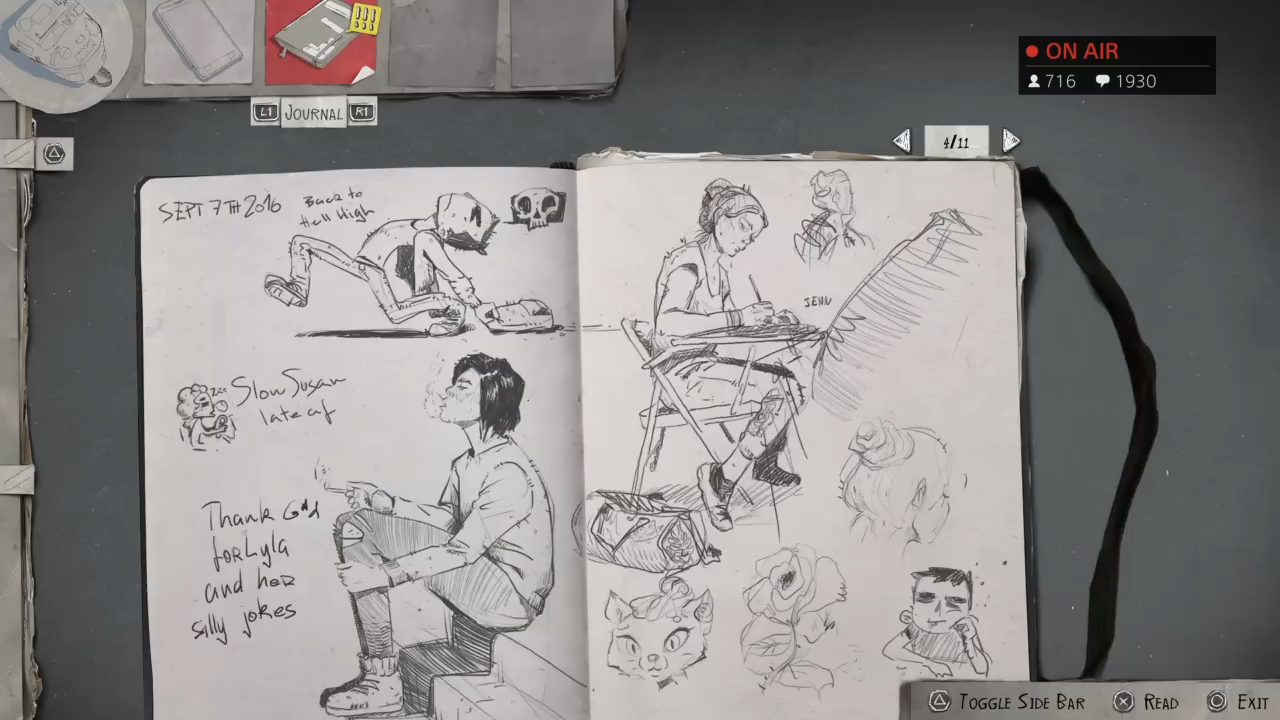 ON AIR
716 1930
L1 JOURNAL R1
4/11
SEPT 7TH 2016
Back to
Hell High
JENN
Slow Susan
late af
Thank God
for Lyla
and her
silly jokes
TOGGLE SIDE BAR READ EXIT